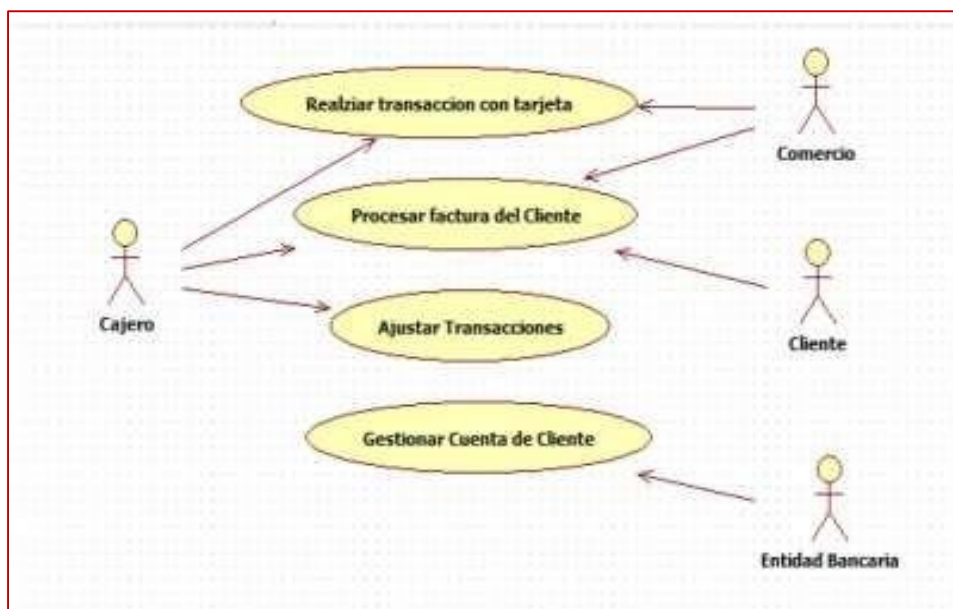 Realziar transaccion con tarjeta
Comercio
Procesar factura del Cliente
Cajero
Ajustar Transacciones
Cliente
Gestionar Cuenta de Cliente
Entidad Bancaria